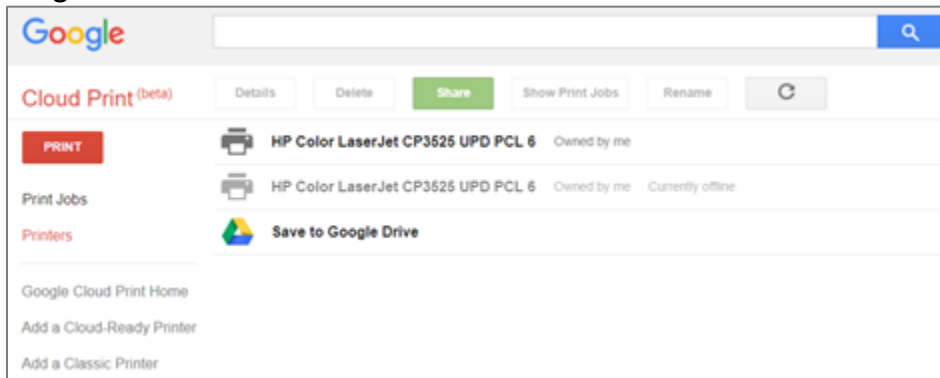 Google
Cloud Print (beta)
Details Delete Share Show Print Jobs Rename
PRINT
HP Color LaserJet CP3525 UPD PCL 6 Owned by me
Print Jobs
HP Color LaserJet CP3525 UPD PCL 6 Owned by me Currently offline
Printers
Save to Google Drive
Google Cloud Print Home
Add a Cloud-Ready Printer
Add a Classic Printer